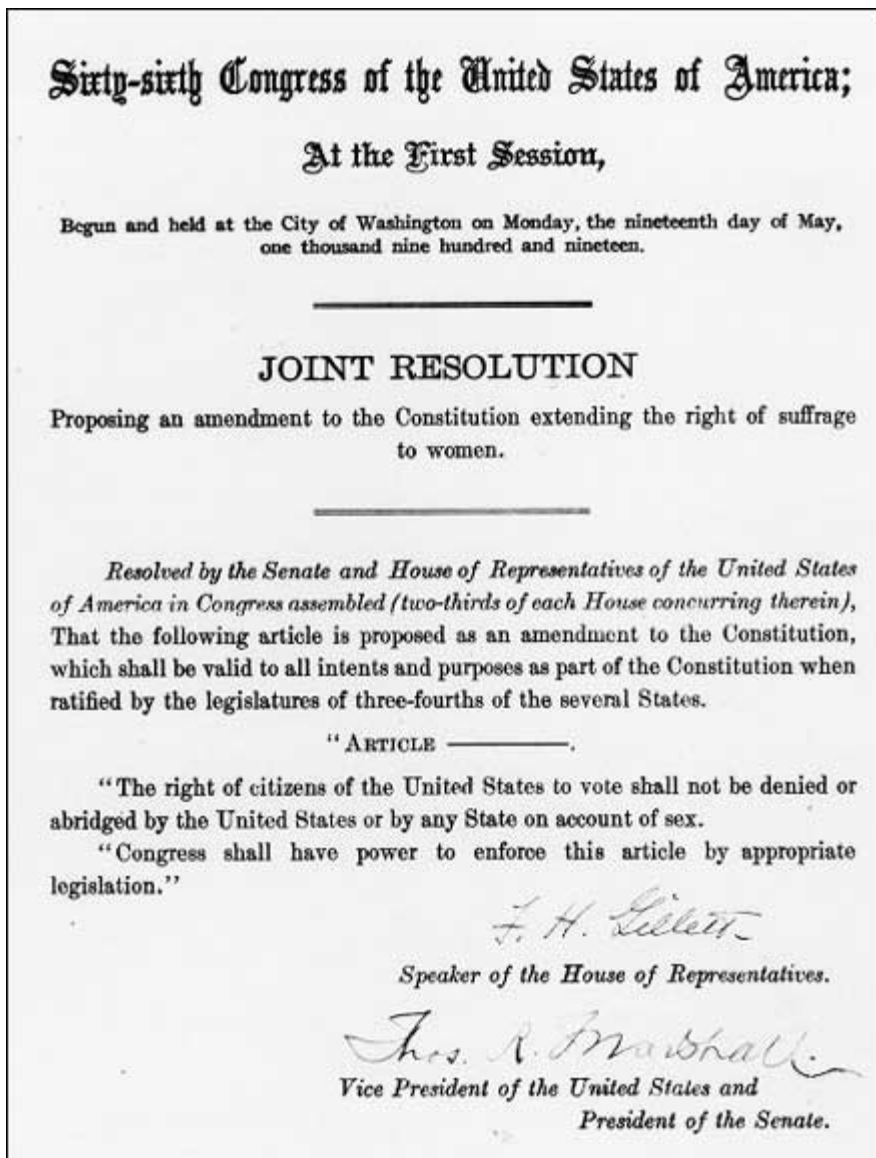 Sixty-sixth Congress of the United States of America;
At the First Session,
Begun and held at the City of Washington on Monday, the nineteenth day of May,
one thousand nine hundred and nineteen.
JOINT RESOLUTION
Proposing an amendment to the Constitution extending the right of suffrage
to women.
Resolved by the Senate and House of Representatives of the United States
of America in Congress assembled (two-thirds of each House concurring therein),
That the following article is proposed as an amendment to the Constitution,
which shall be valid to all intents and purposes as part of the Constitution when
ratified by the legislatures of three-fourths of the several States.
"ARTICLE ————.
"The right of citizens of the United States to vote shall not be denied or
abridged by the United States or by any State on account of sex.
"Congress shall have power to enforce this article by appropriate
legislation."
F. H. Gillett
Speaker of the House of Representatives.
Thos. R. Marshall.
Vice President of the United States and
President of the Senate.